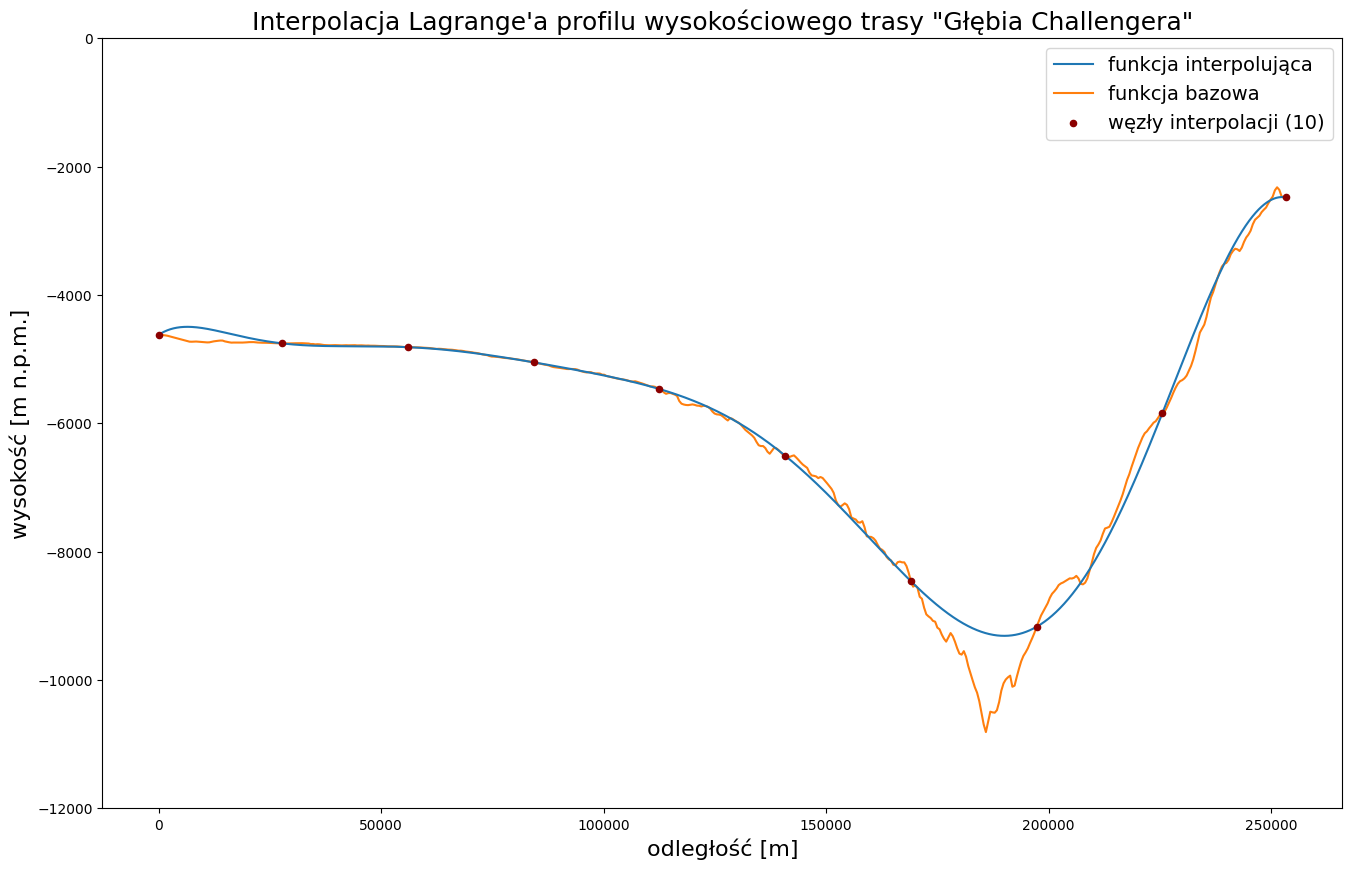 Interpolacja Lagrange'a profilu wysokościowego trasy "Głębia Challengera"
funkcja interpolująca
funkcja bazowa
węzły interpolacji (10)
wysokość [m n.p.m.]
0
−2000
−4000
−6000
−8000
−10000
−12000
0
50000
100000
150000
200000
250000
odległość [m]